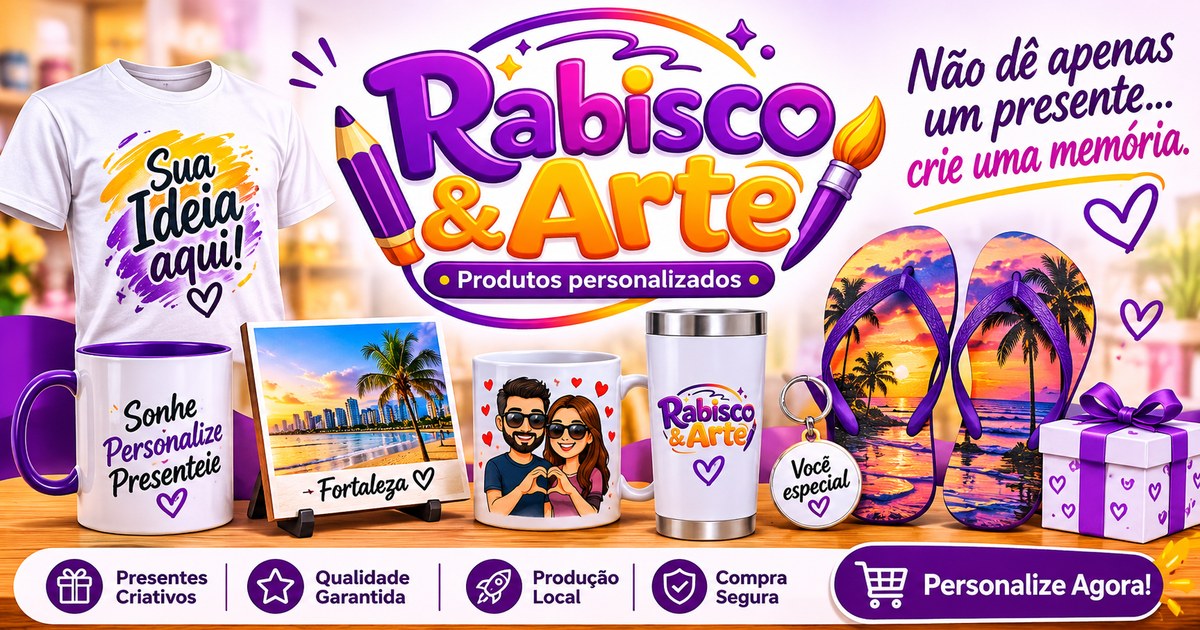 Rabisco
& Arte
Produtos personalizados
Não dê apenas
um presente...
crie uma memória.
Sua
Ideia
aqui!
Sonhe
Personalize
Presenteie
Fortaleza
Rabisco
& Arte
Você
especial
Presentes
Criativos
Qualidade
Garantida
Produção
Local
Compra
Segura
Personalize Agora!